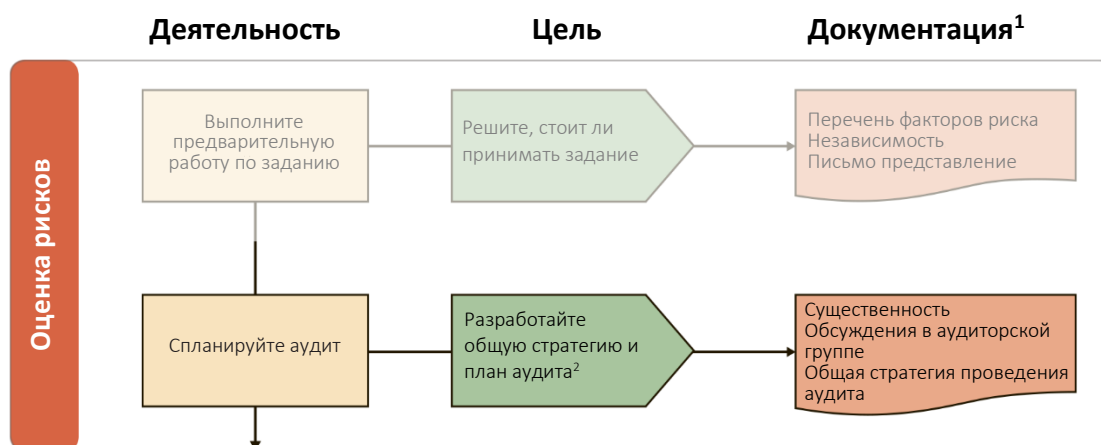 Деятельность
Цель
Документация¹
Оценка рисков
Выполните
предварительную
работу по заданию
Решите, стоит ли
принимать задание
Перечень факторов риска
Независимость
Письмо представление
Спланируйте аудит
Разработайте
общую стратегию и
план аудита²
Существенность
Обсуждения в аудиторской
группе
Общая стратегия проведения
аудита